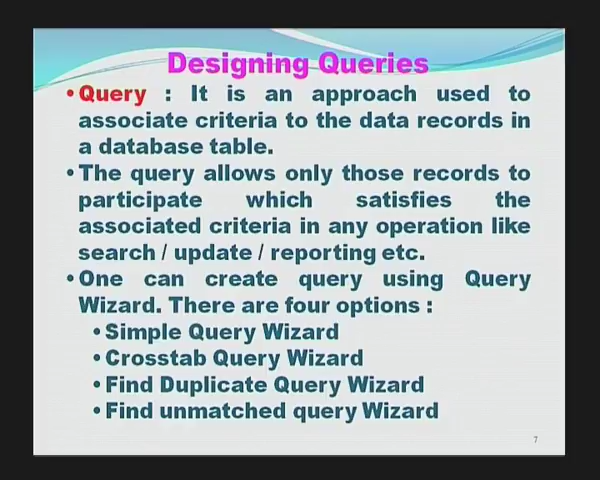 Designing Queries
•Query : It is an approach used to
associate criteria to the data records in
a database table.
•The query allows only those records to
participate which satisfies the
associated criteria in any operation like
search / update / reporting etc.
•One can create query using Query
Wizard. There are four options :
•Simple Query Wizard
•Crosstab Query Wizard
•Find Duplicate Query Wizard
•Find unmatched query Wizard
7